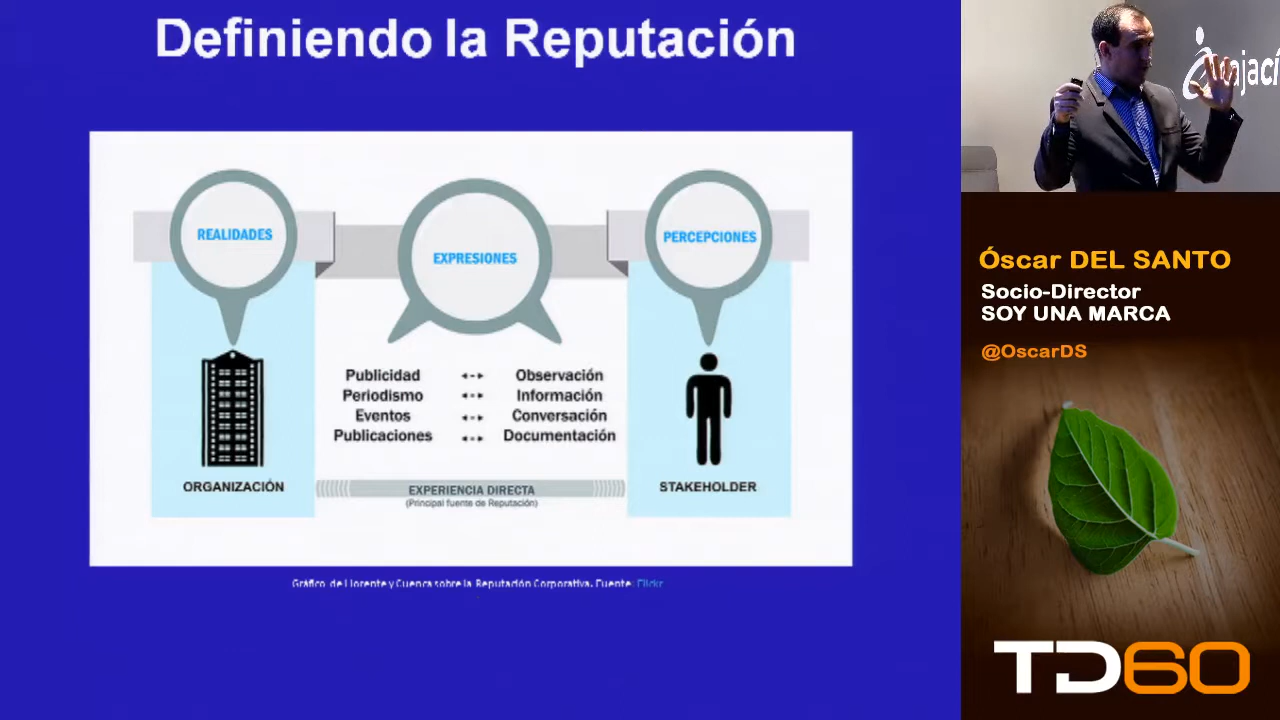 Definiendo la Reputación
REALIDADES
EXPRESIONES
PERCEPCIONES
Publicidad ◄-► Observación
Periodismo ◄-► Información
Eventos ◄-► Conversación
Publicaciones ◄-► Documentación
ORGANIZACIÓN
EXPERIENCIA DIRECTA
(Principal fuente de Reputación)
STAKEHOLDER
Gráfico de Llorente y Cuenca sobre la Reputación Corporativa. Fuente: Flickr
Óscar DEL SANTO
Socio-Director
SOY UNA MARCA
@OscarDS
TD60